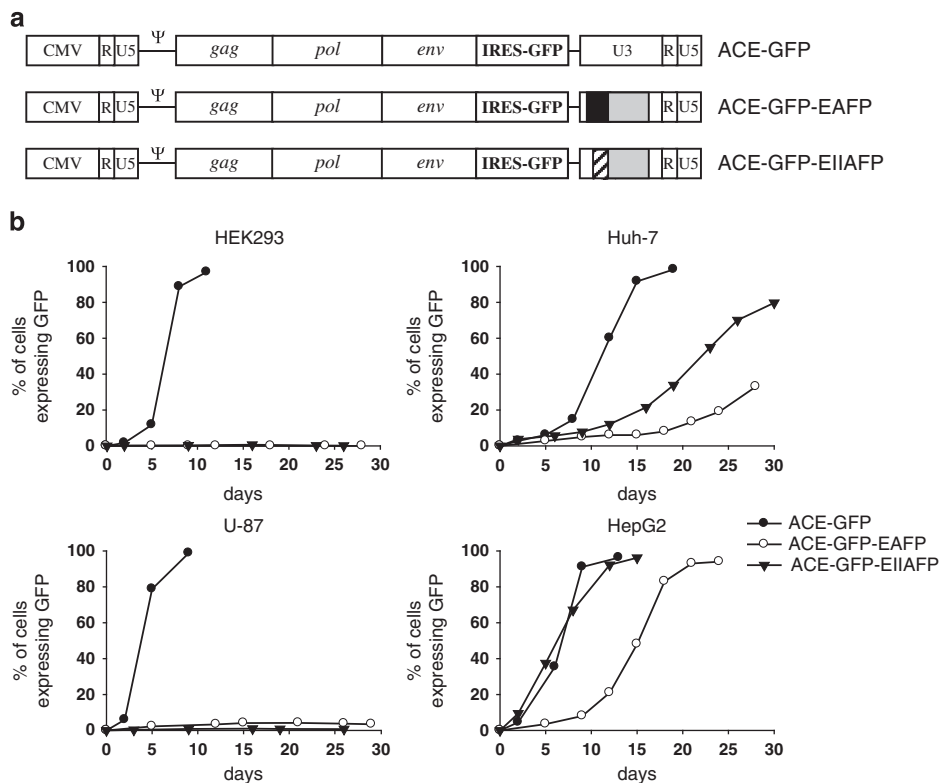 a
CMV R U5 Ψ gag pol env IRES-GFP U3 R U5 ACE-GFP
CMV R U5 Ψ gag pol env IRES-GFP R U5 ACE-GFP-EAFP
CMV R U5 Ψ gag pol env IRES-GFP R U5 ACE-GFP-EIIAFP
b
HEK293
% of cells
expressing GFP
100
80
60
40
20
0
0 5 10 15 20 25 30
days
Huh-7
% of cells
expressing GFP
100
80
60
40
20
0
0 5 10 15 20 25 30
days
U-87
% of cells
expressing GFP
100
80
60
40
20
0
0 5 10 15 20 25 30
days
HepG2
% of cells
expressing GFP
100
80
60
40
20
0
0 5 10 15 20 25 30
days
ACE-GFP
ACE-GFP-EAFP
ACE-GFP-EIIAFP